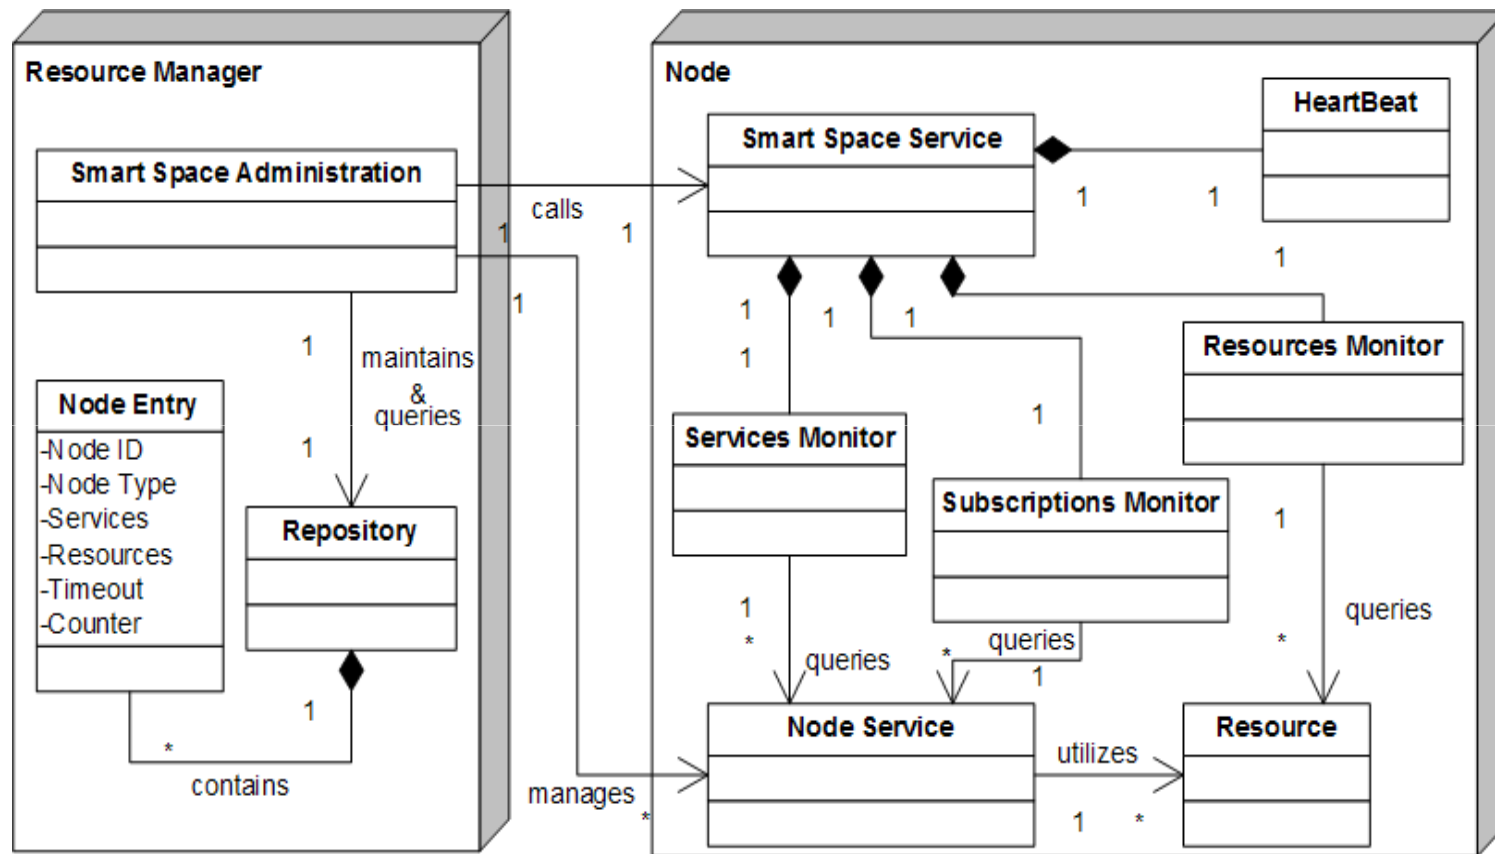 Resource Manager
Smart Space Administration
1
1
1
maintains
&
queries
1
Node Entry
-Node ID
-Node Type
-Services
-Resources
-Timeout
-Counter
Repository
1
*
contains
calls
1
manages
*
Node
Smart Space Service
HeartBeat
1
1
1
1
1
1
1
1
Resources Monitor
Services Monitor
Subscriptions Monitor
1
1
*
queries
*
queries
1
1
*
queries
Node Service
utilizes
1
*
Resource